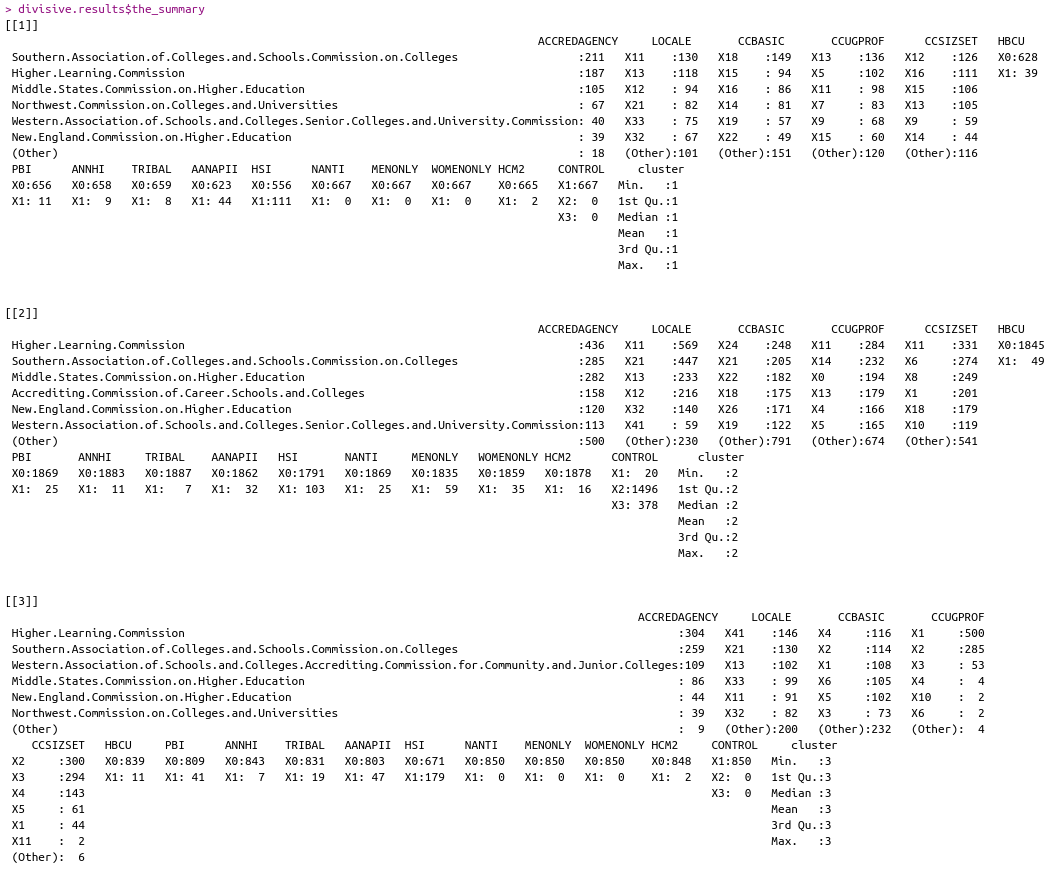 > divisive.results$the_summary
[[1]]
ACCREDAGENCY LOCALE CCBASIC CCUGPROF CCSIZSET HBCU
Southern.Association.of.Colleges.and.Schools.Commission.on.Colleges :211 X11 :130 X18 :149 X13 :136 X12 :126 X0:628
Higher.Learning.Commission :187 X13 :118 X15 : 94 X5 :102 X16 :111 X1: 39
Middle.States.Commission.on.Higher.Education :105 X12 : 94 X16 : 86 X11 : 98 X15 :106
Northwest.Commission.on.Colleges.and.Universities : 67 X21 : 82 X14 : 81 X7 : 83 X13 :105
Western.Association.of.Schools.and.Colleges.Senior.Colleges.and.University.Commission: 40 X33 : 75 X19 : 57 X9 : 68 X9 : 59
New.England.Commission.on.Higher.Education : 39 X32 : 67 X22 : 49 X15 : 60 X14 : 44
(Other) : 18 (Other):101 (Other):151 (Other):120 (Other):116
PBI ANNHI TRIBAL AANAPII HSI NANTI MENONLY WOMENONLY HCM2 CONTROL cluster
X0:656 X0:658 X0:659 X0:623 X0:556 X0:667 X0:667 X0:667 X0:665 X1:667 Min. :1
X1: 11 X1: 9 X1: 8 X1: 44 X1:111 X1: 0 X1: 0 X1: 0 X1: 2 X2: 0 1st Qu.:1
X3: 0 Median :1
Mean :1
3rd Qu.:1
Max. :1
[[2]]
ACCREDAGENCY LOCALE CCBASIC CCUGPROF CCSIZSET HBCU
Higher.Learning.Commission :436 X11 :569 X24 :248 X11 :284 X11 :331 X0:1845
Southern.Association.of.Colleges.and.Schools.Commission.on.Colleges :285 X21 :447 X21 :205 X14 :232 X6 :274 X1: 49
Middle.States.Commission.on.Higher.Education :282 X13 :233 X22 :182 X0 :194 X8 :249
Accrediting.Commission.of.Career.Schools.and.Colleges :158 X12 :216 X18 :175 X13 :179 X1 :201
New.England.Commission.on.Higher.Education :120 X32 :140 X26 :171 X4 :166 X18 :179
Western.Association.of.Schools.and.Colleges.Senior.Colleges.and.University.Commission:113 X41 : 59 X19 :122 X5 :165 X10 :119
(Other) :500 (Other):230 (Other):791 (Other):674 (Other):541
PBI ANNHI TRIBAL AANAPII HSI NANTI MENONLY WOMENONLY HCM2 CONTROL cluster
X0:1869 X0:1883 X0:1887 X0:1862 X0:1791 X0:1869 X0:1835 X0:1859 X0:1878 X1: 20 Min. :2
X1: 25 X1: 11 X1: 7 X1: 32 X1: 103 X1: 25 X1: 59 X1: 35 X1: 16 X2:1496 1st Qu.:2
X3: 378 Median :2
Mean :2
3rd Qu.:2
Max. :2
[[3]]
ACCREDAGENCY LOCALE CCBASIC CCUGPROF
Higher.Learning.Commission :304 X41 :146 X4 :116 X1 :500
Southern.Association.of.Colleges.and.Schools.Commission.on.Colleges :259 X21 :130 X2 :114 X2 :285
Western.Association.of.Schools.and.Colleges.Accrediting.Commission.for.Community.and.Junior.Colleges:109 X13 :102 X1 :108 X3 : 53
Middle.States.Commission.on.Higher.Education : 86 X33 : 99 X6 :105 X4 : 4
New.England.Commission.on.Higher.Education : 44 X11 : 91 X5 :102 X10 : 2
Northwest.Commission.on.Colleges.and.Universities : 39 X32 : 82 X3 : 73 X6 : 2
(Other) : 9 (Other):200 (Other):232 (Other): 4
CCSIZSET HBCU PBI ANNHI TRIBAL AANAPII HSI NANTI MENONLY WOMENONLY HCM2 CONTROL cluster
X2 :300 X0:839 X0:809 X0:843 X0:831 X0:803 X0:671 X0:850 X0:850 X0:850 X0:848 X1:850 Min. :3
X3 :294 X1: 11 X1: 41 X1: 7 X1: 19 X1: 47 X1:179 X1: 0 X1: 0 X1: 0 X1: 2 X2: 0 1st Qu.:3
X4 :143 X3: 0 Median :3
X5 : 61 Mean :3
X1 : 44 3rd Qu.:3
X11 : 2 Max. :3
(Other): 6